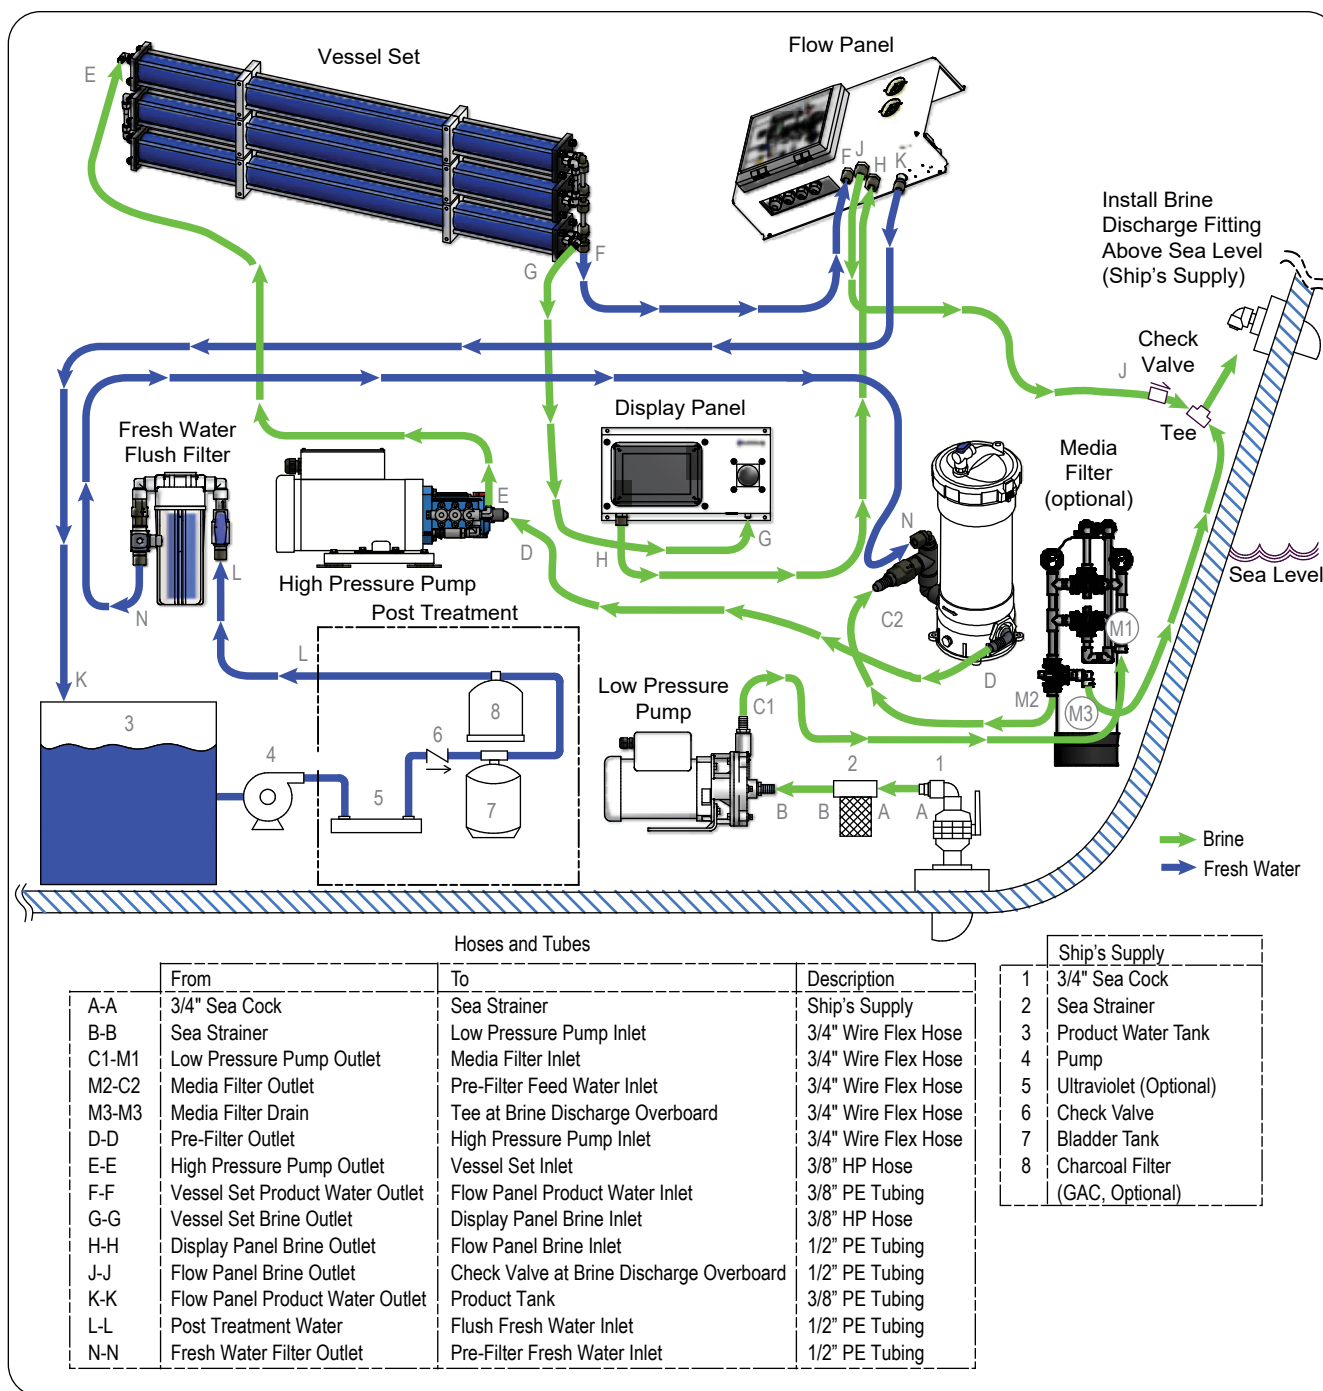 Vessel Set
Flow Panel
E
F
J
H
K
Install Brine
Discharge Fitting
Above Sea Level
(Ship's Supply)
G
F
Check
Valve
J
Tee
Display Panel
Fresh Water
Flush Filter
Media
Filter
(optional)
E
N
D
H
G
L
Sea Level
High Pressure Pump
N
C2
M1
Post Treatment
L
K
D
M2
M3
Low Pressure
Pump
C1
3
8
6
4
5
7
2
1
B
B
A
A
Brine
Fresh Water
Hoses and Tubes
From To Description
A-A 3/4" Sea Cock Sea Strainer Ship's Supply
B-B Sea Strainer Low Pressure Pump Inlet 3/4" Wire Flex Hose
C1-M1 Low Pressure Pump Outlet Media Filter Inlet 3/4" Wire Flex Hose
M2-C2 Media Filter Outlet Pre-Filter Feed Water Inlet 3/4" Wire Flex Hose
M3-M3 Media Filter Drain Tee at Brine Discharge Overboard 3/4" Wire Flex Hose
D-D Pre-Filter Outlet High Pressure Pump Inlet 3/4" Wire Flex Hose
E-E High Pressure Pump Outlet Vessel Set Inlet 3/8” HP Hose
F-F Vessel Set Product Water Outlet Flow Panel Product Water Inlet 3/8” PE Tubing
G-G Vessel Set Brine Outlet Display Panel Brine Inlet 3/8” HP Hose
H-H Display Panel Brine Outlet Flow Panel Brine Inlet 1/2” PE Tubing
J-J Flow Panel Brine Outlet Check Valve at Brine Discharge Overboard 1/2” PE Tubing
K-K Flow Panel Product Water Outlet Product Tank 3/8” PE Tubing
L-L Post Treatment Water Flush Fresh Water Inlet 1/2” PE Tubing
N-N Fresh Water Filter Outlet Pre-Filter Fresh Water Inlet 1/2” PE Tubing
Ship's Supply
1 3/4" Sea Cock
2 Sea Strainer
3 Product Water Tank
4 Pump
5 Ultraviolet (Optional)
6 Check Valve
7 Bladder Tank
8 Charcoal Filter
(GAC, Optional)